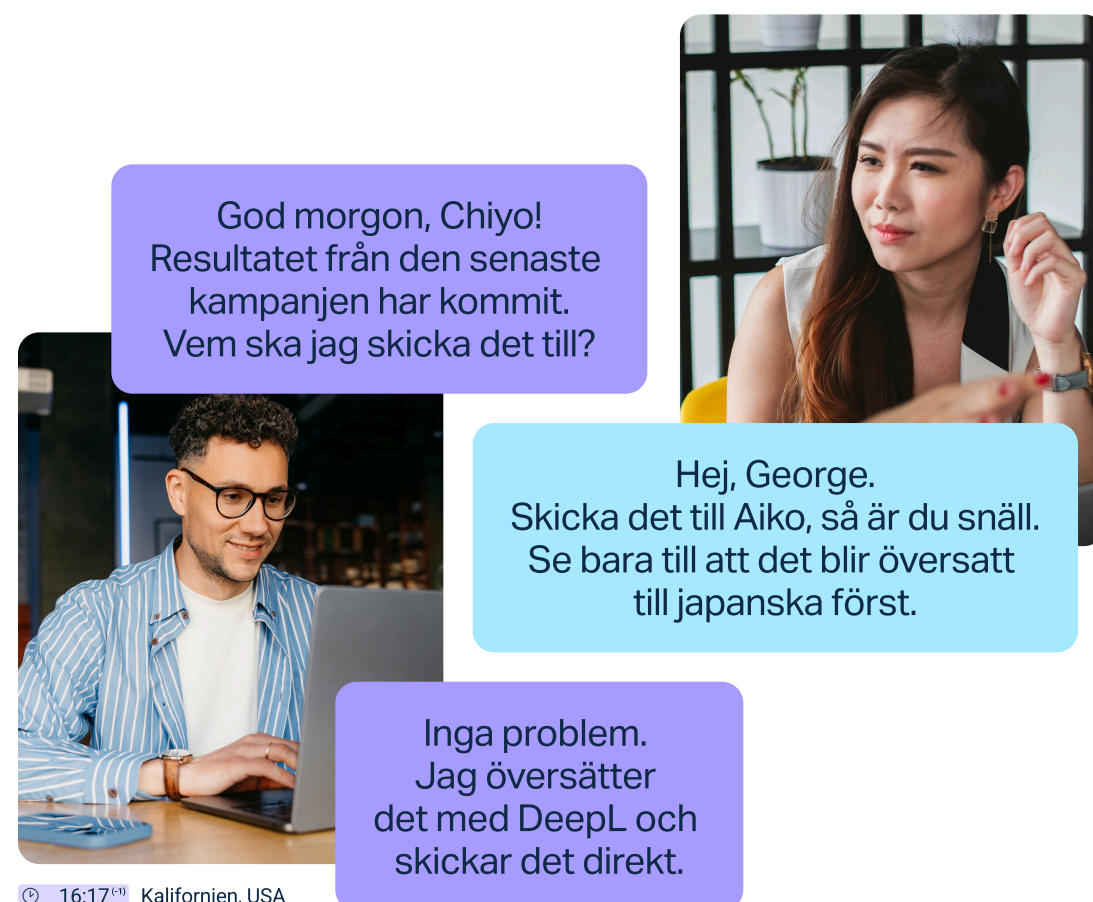 God morgon, Chiyo!
Resultatet från den senaste
kampanjen har kommit.
Vem ska jag skicka det till?
Hej, George.
Skicka det till Aiko, så är du snäll.
Se bara till att det blir översatt
till japanska först.
Inga problem.
Jag översätter
det med DeepL och
skickar det direkt.
16:17(-1) Kalifornien, USA